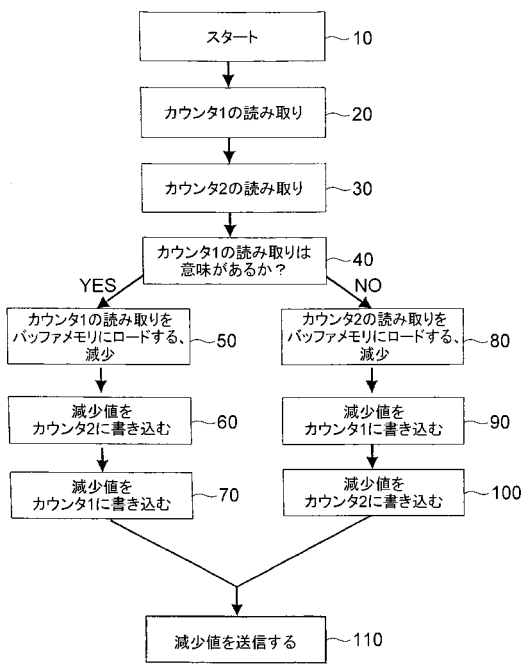 スタート
10
カウンタ1の読み取り
20
カウンタ2の読み取り
30
カウンタ1の読み取りは
意味があるか?
40
YES
NO
カウンタ1の読み取りを
バッファメモリにロードする、
減少
50
カウンタ2の読み取りを
バッファメモリにロードする、
減少
80
減少値を
カウンタ2に書き込む
60
減少値を
カウンタ1に書き込む
90
減少値を
カウンタ1に書き込む
70
減少値を
カウンタ2に書き込む
100
減少値を送信する
110